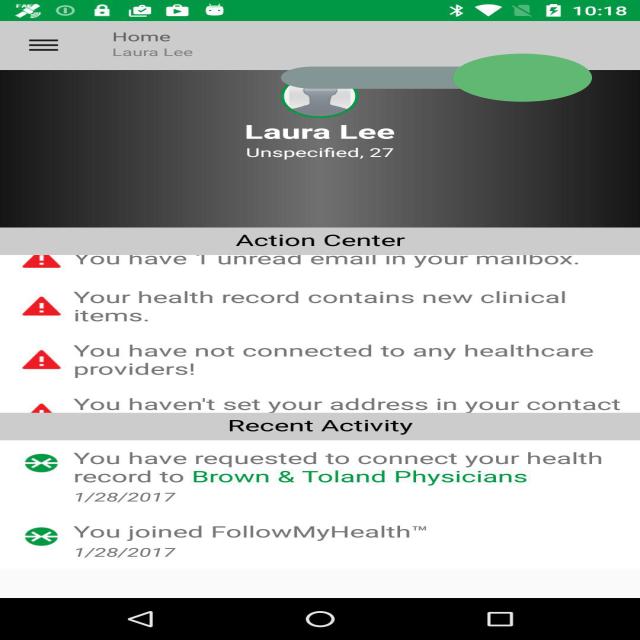 10:18
Home
Laura Lee
Laura Lee
Unspecified, 27
Action Center
You have 1 unread email in your mailbox.
Your health record contains new clinical
items.
You have not connected to any healthcare
providers!
You haven't set your address in your contact
Recent Activity
You have requested to connect your health
record to Brown & Toland Physicians
1/28/2017
You joined FollowMyHealth™
1/28/2017